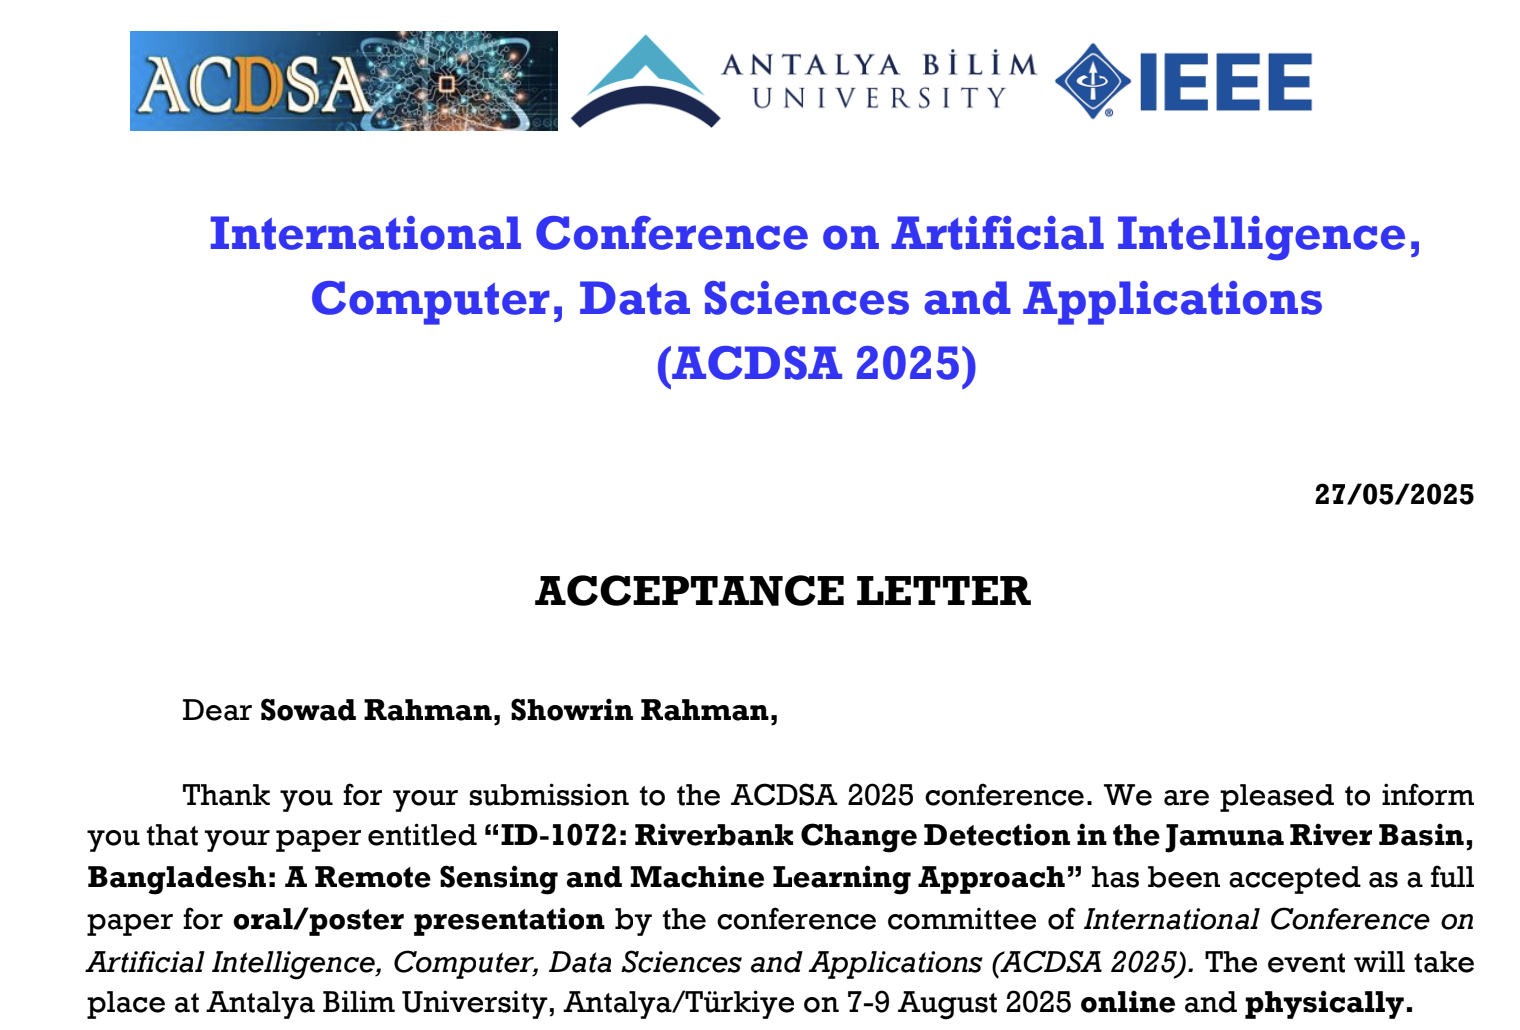 ACDSA
ANTALYA BİLİM
UNIVERSITY
IEEE
®
International Conference on Artificial Intelligence,
Computer, Data Sciences and Applications
(ACDSA 2025)
27/05/2025
ACCEPTANCE LETTER
Dear Sowad Rahman, Showrin Rahman,
Thank you for your submission to the ACDSA 2025 conference. We are pleased to inform
you that your paper entitled “ID-1072: Riverbank Change Detection in the Jamuna River Basin,
Bangladesh: A Remote Sensing and Machine Learning Approach” has been accepted as a full
paper for oral/poster presentation by the conference committee of International Conference on
Artificial Intelligence, Computer, Data Sciences and Applications (ACDSA 2025). The event will take
place at Antalya Bilim University, Antalya/Türkiye on 7-9 August 2025 online and physically.